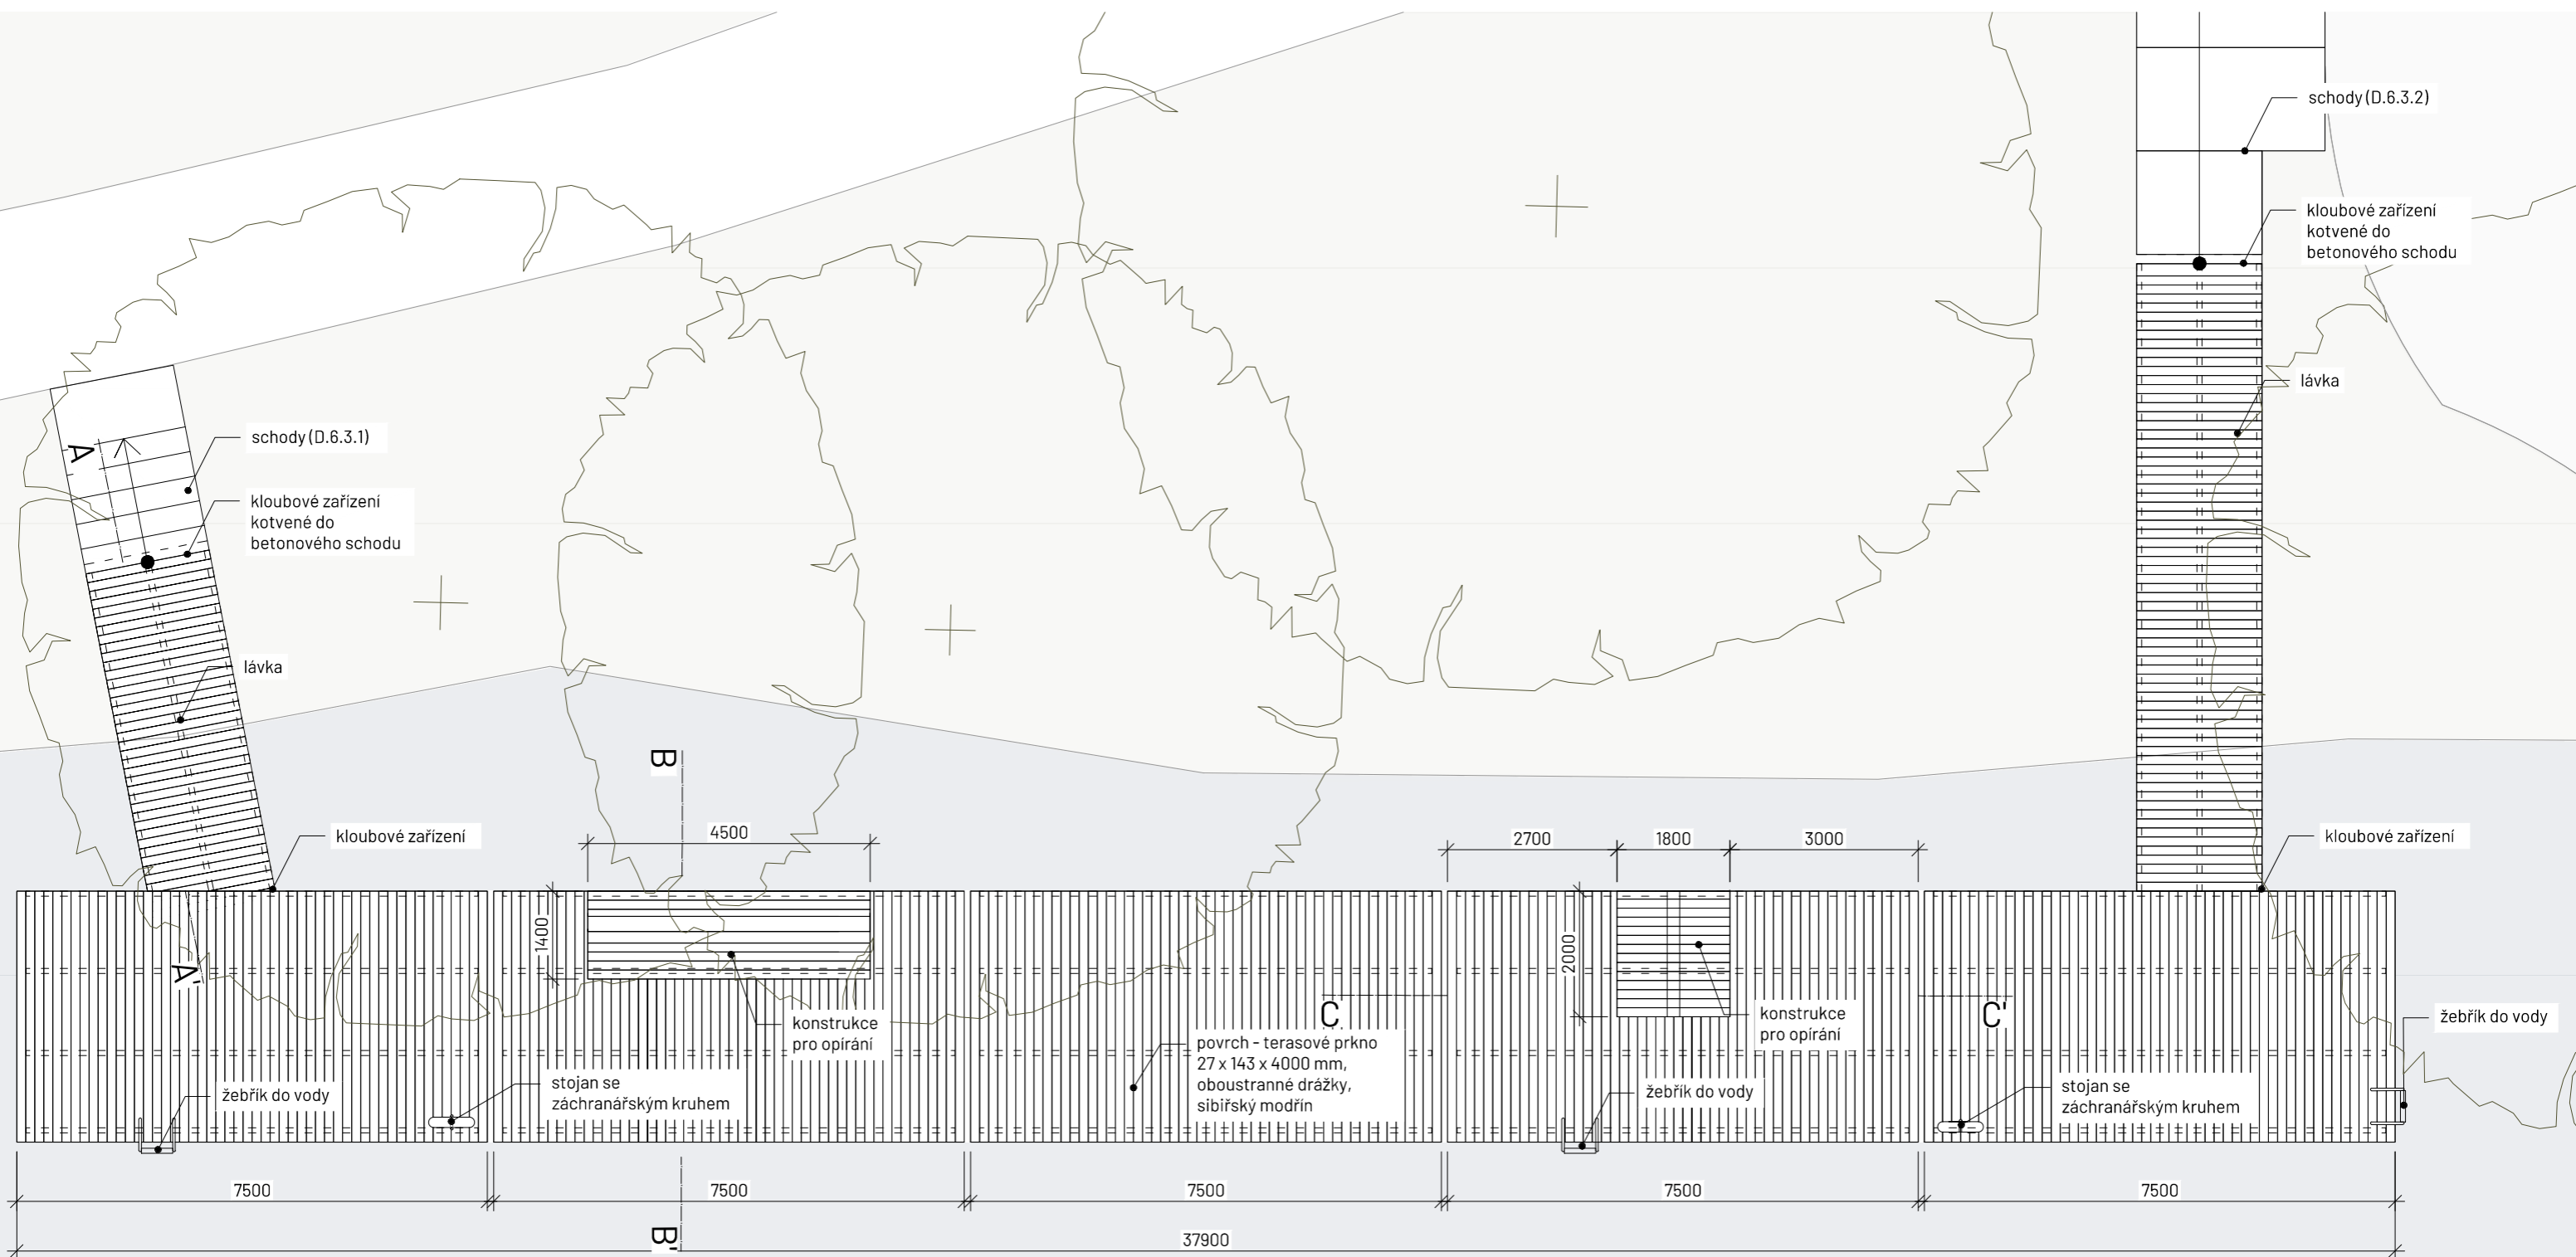 schody (D.6.3.2)
kloubové zařízení
kotvené do
betonového schodu
lávka
A
schody (D.6.3.1)
kloubové zařízení
kotvené do
betonového schodu
lávka
B
4500
kloubové zařízení
2700
1800
3000
kloubové zařízení
1400
2000
A'
C
C'
konstrukce
pro opírání
konstrukce
pro opírání
žebřík do vody
povrch - terasové prkno
27 x 143 x 4000 mm,
oboustranné drážky,
sibiřský modřín
žebřík do vody
stojan se
záchranářským kruhem
žebřík do vody
stojan se
záchranářským kruhem
7500
7500
7500
7500
7500
B'
37900